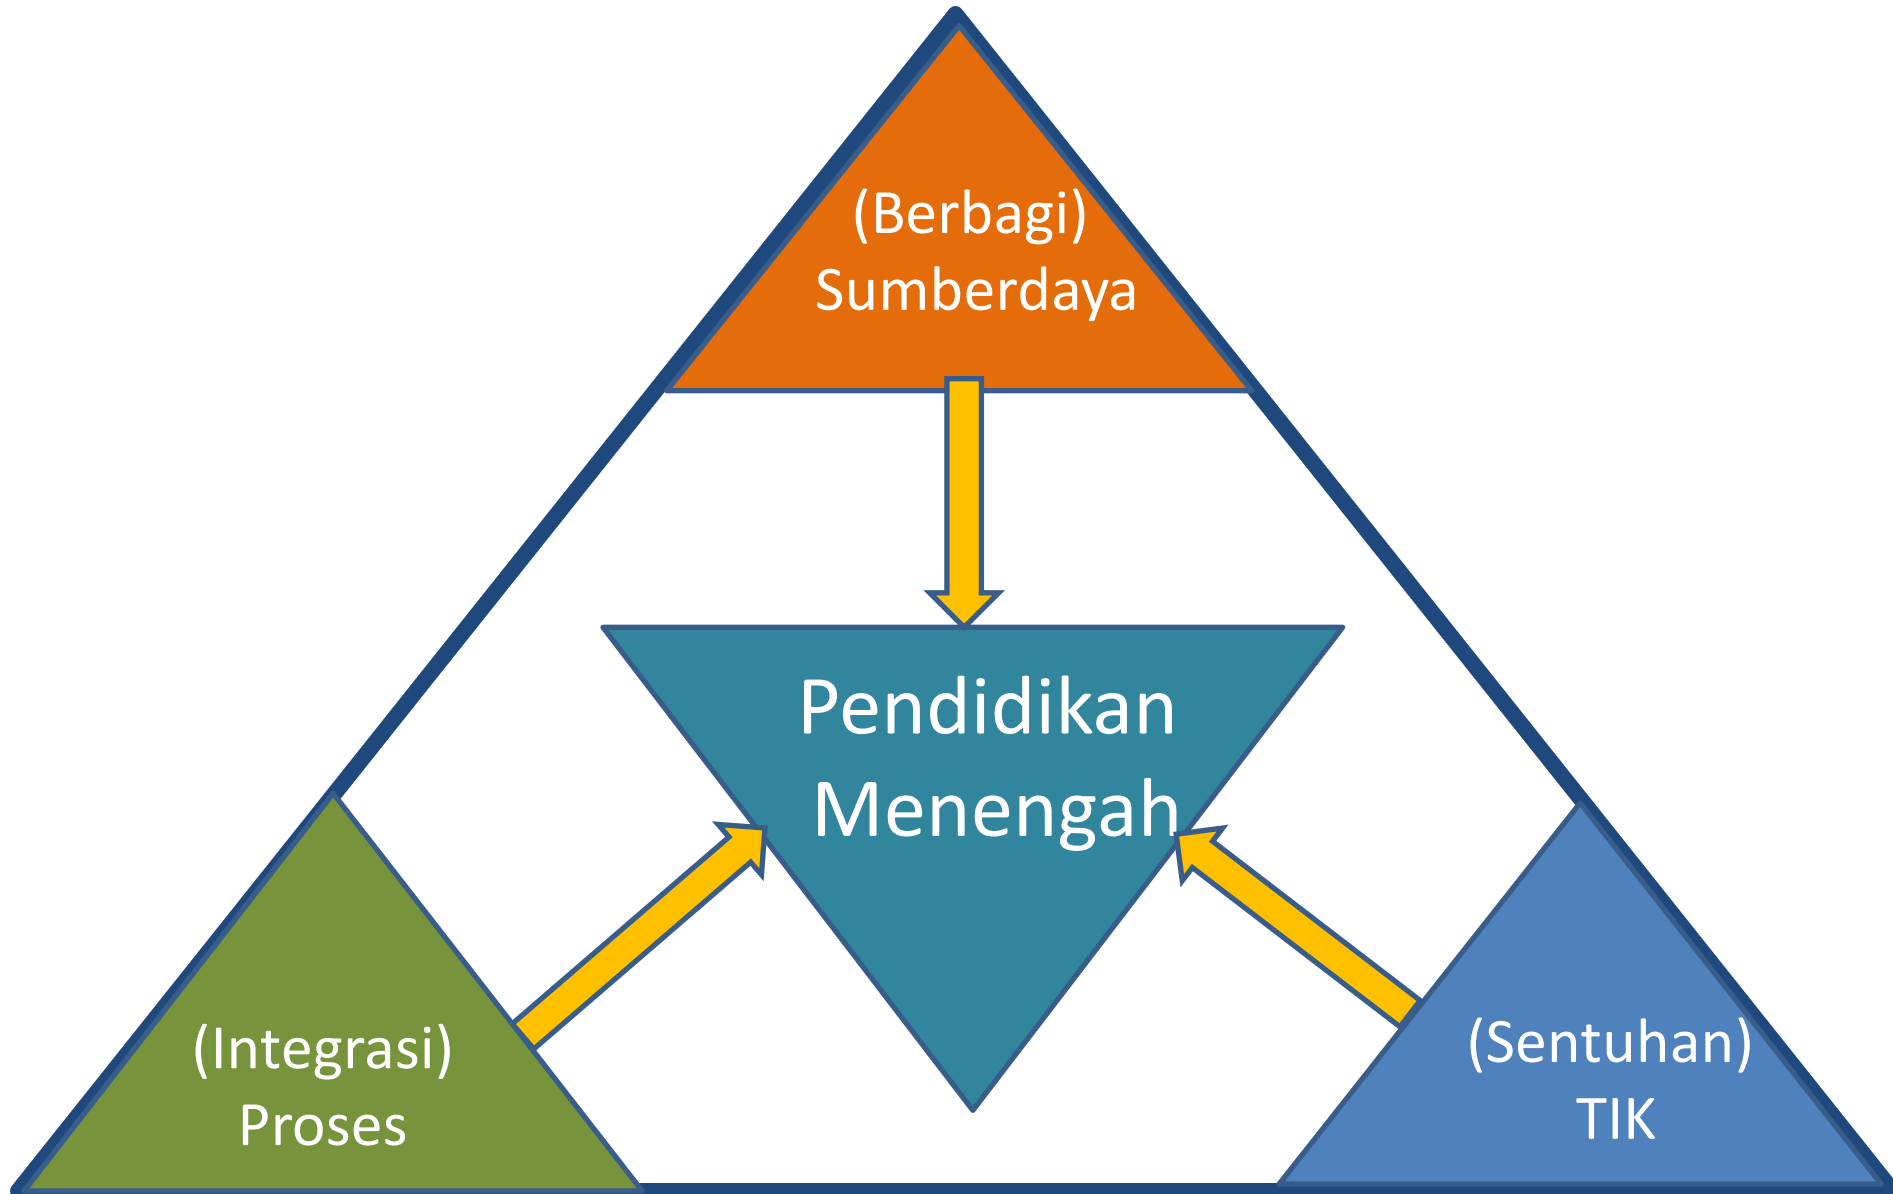 (Berbagi)
Sumberdaya
Pendidikan
Menengah
(Integrasi)
Proses
(Sentuhan)
TIK